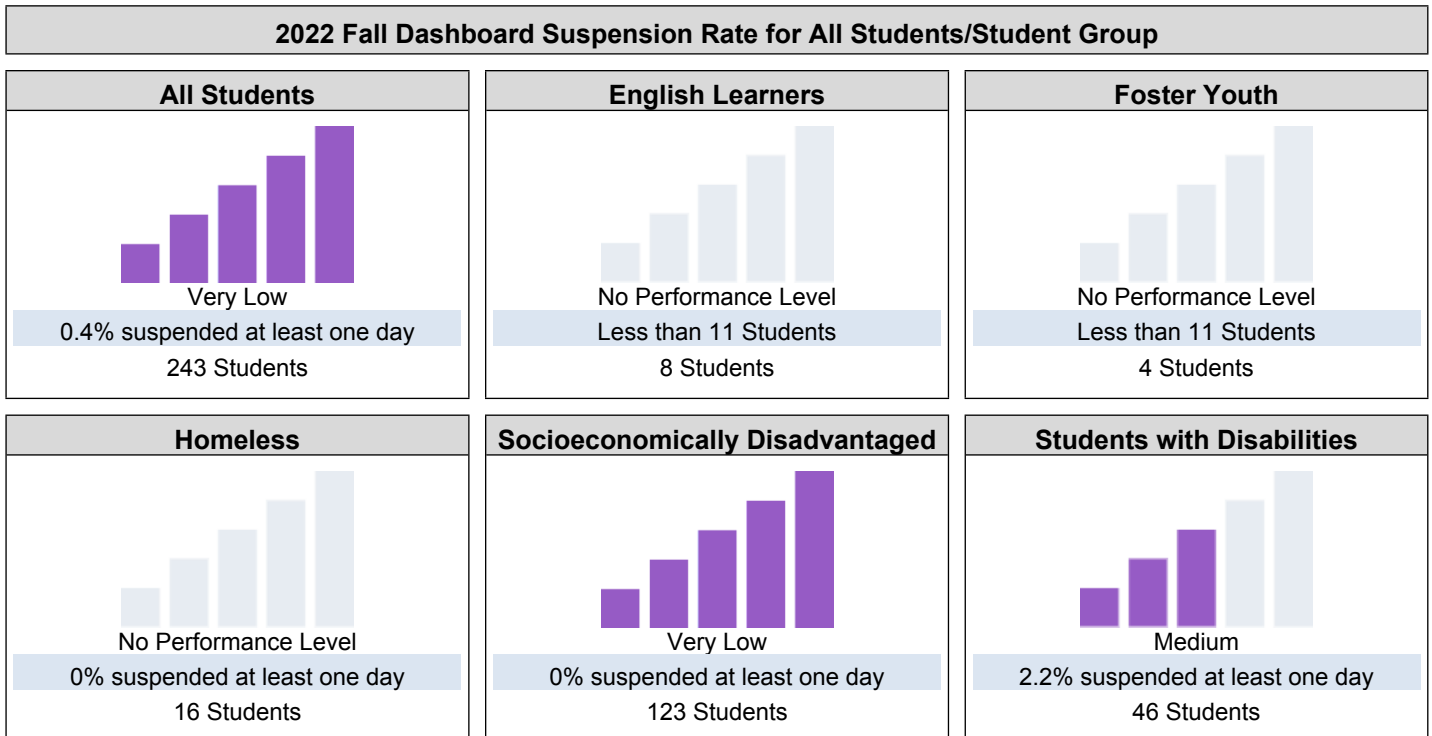 2022 Fall Dashboard Suspension Rate for All Students/Student Group
All Students
Very Low
0.4% suspended at least one day
243 Students
English Learners
No Performance Level
Less than 11 Students
8 Students
Foster Youth
No Performance Level
Less than 11 Students
4 Students
Homeless
No Performance Level
0% suspended at least one day
16 Students
Socioeconomically Disadvantaged
Very Low
0% suspended at least one day
123 Students
Students with Disabilities
Medium
2.2% suspended at least one day
46 Students